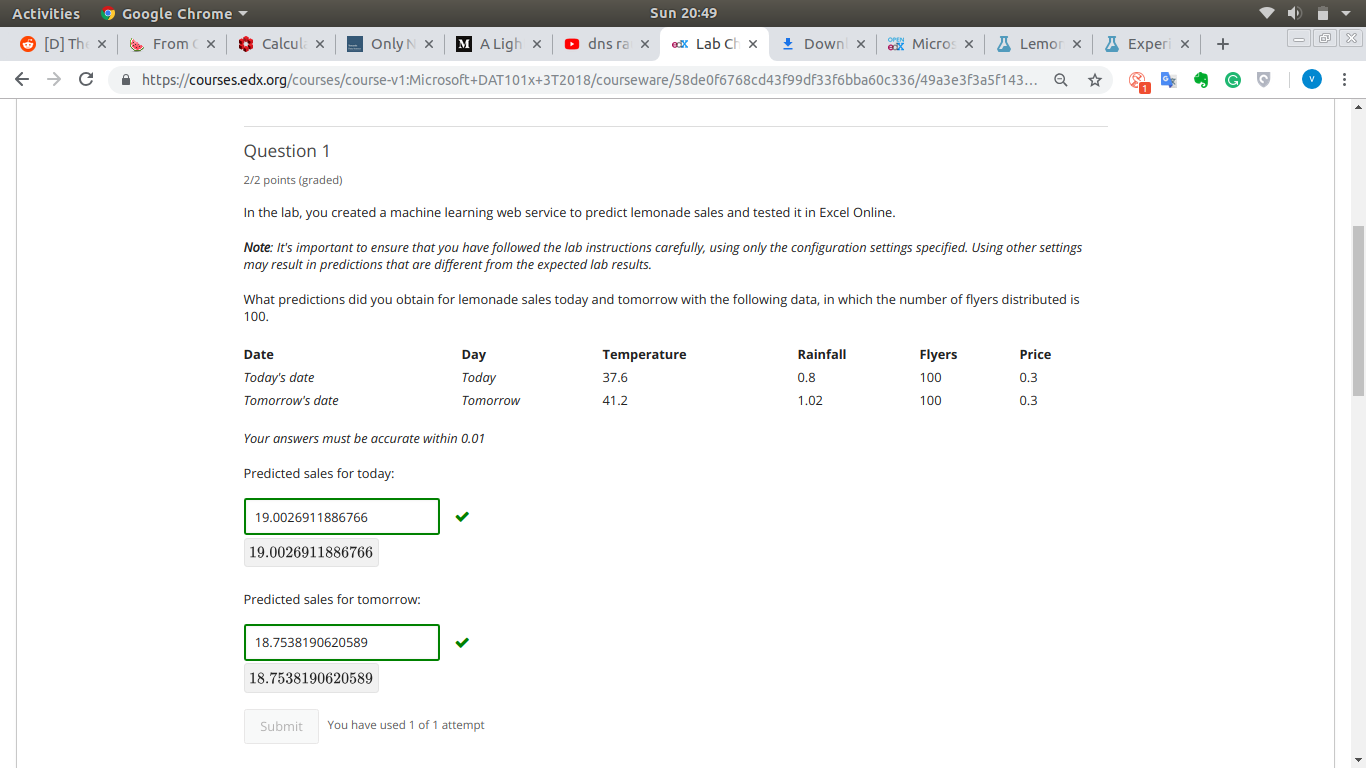 Activities Google Chrome Sun 20:49
[D] Th From Calcula Only N A Ligh dns ra edX Lab Ch Downl OPEN edX Micros Lemor Experi
https://courses.edx.org/courses/course-v1:Microsoft+DAT101x+3T2018/courseware/58de0f6768cd43f99df33f6bba60c336/49a3e3f3a5f143... 1 V
Question 1
2/2 points (graded)
In the lab, you created a machine learning web service to predict lemonade sales and tested it in Excel Online.
Note: It's important to ensure that you have followed the lab instructions carefully, using only the configuration settings specified. Using other settings
may result in predictions that are different from the expected lab results.
What predictions did you obtain for lemonade sales today and tomorrow with the following data, in which the number of flyers distributed is
100.
Date Day Temperature Rainfall Flyers Price
Today's date Today 37.6 0.8 100 0.3
Tomorrow's date Tomorrow 41.2 1.02 100 0.3
Your answers must be accurate within 0.01
Predicted sales for today:
19.0026911886766
19.0026911886766
Predicted sales for tomorrow:
18.7538190620589
18.7538190620589
Submit You have used 1 of 1 attempt